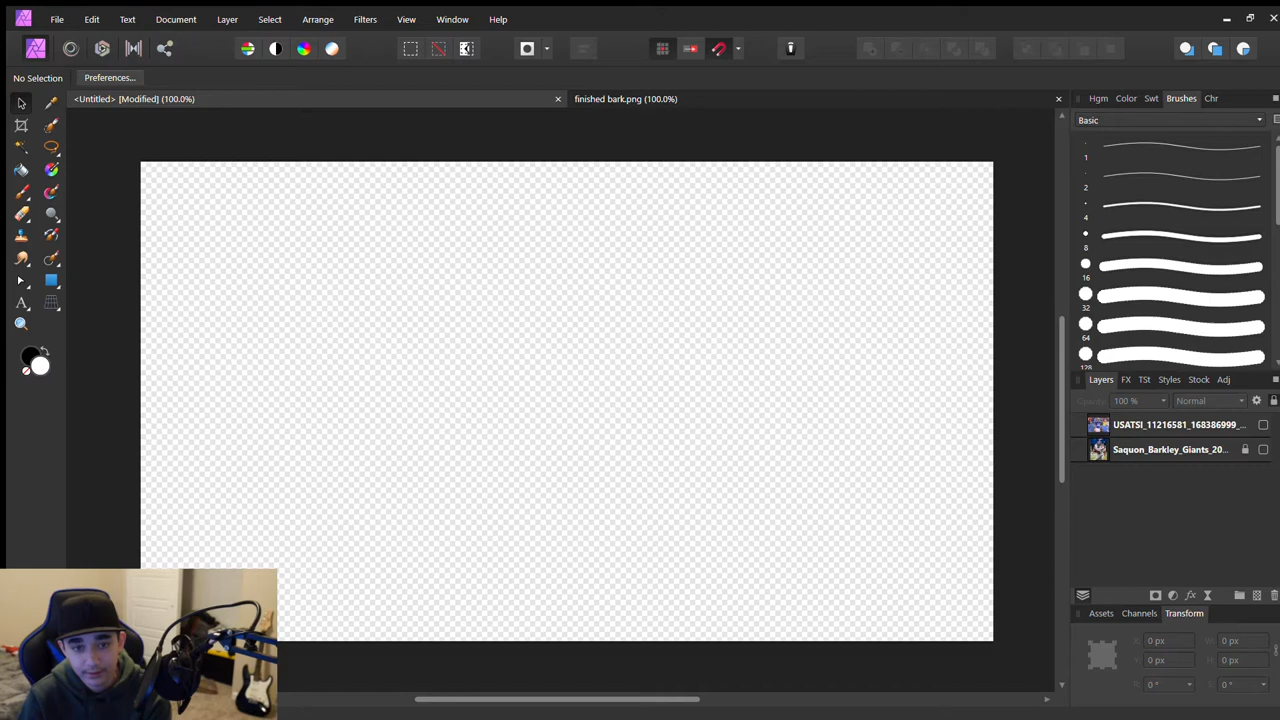 File Edit Text Document Layer Select Arrange Filters View Window Help
No Selection Preferences...
<Untitled> [Modified] (100.0%)
finished bark.png (100.0%)
Hgm Color Swt Brushes Chr
Basic
1
2
4
8
16
32
64
128
Layers FX TSt Styles Stock Adj
Opacity: 100 % Normal
USATSI_11216581_168386999_...
Saquon_Barkley_Giants_20...
Assets Channels Transform
X: 0 px W: 0 px
Y: 0 px H: 0 px
R: 0 ° S: 0 °
A